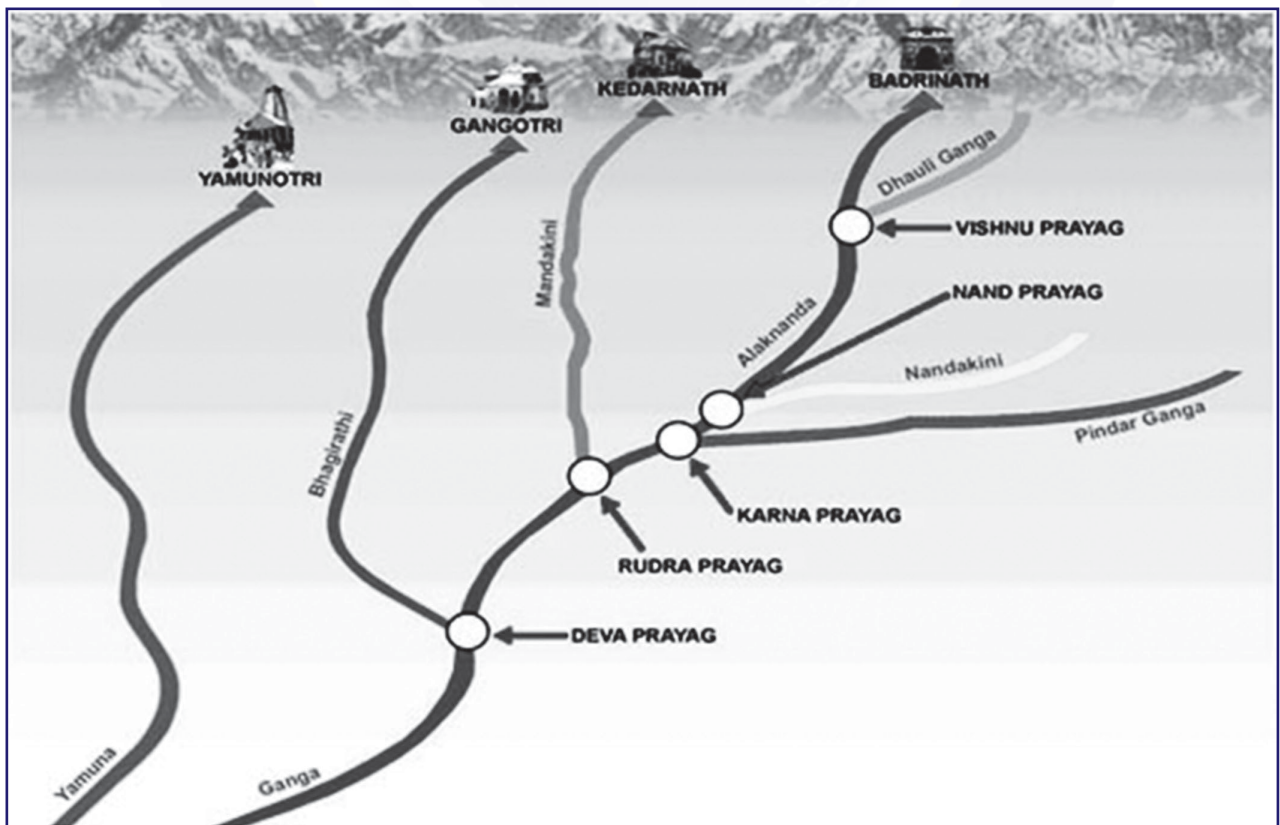 KEDARNATH
BADRINATH
GANGOTRI
YAMUNOTRI
Dhauli Ganga
VISHNU PRAYAG
Mandakini
NAND PRAYAG
Alaknanda
Nandakini
Pindar Ganga
Bhagirathi
KARNA PRAYAG
RUDRA PRAYAG
DEVA PRAYAG
Yamuna
Ganga